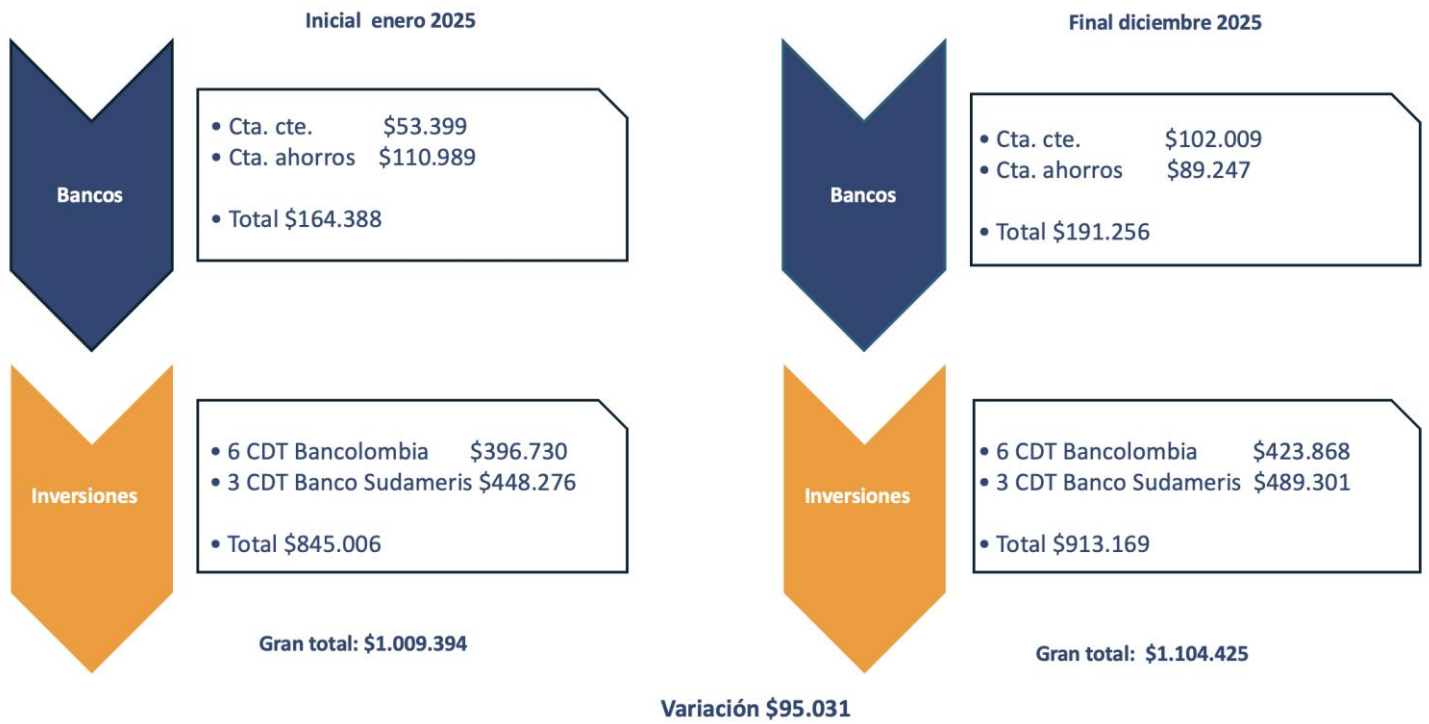 Inicial enero 2025
Bancos
• Cta. cte. $53.399
• Cta. ahorros $110.989
• Total $164.388
Inversiones
• 6 CDT Bancolombia $396.730
• 3 CDT Banco Sudameris $448.276
• Total $845.006
Gran total: $1.009.394
Final diciembre 2025
Bancos
• Cta. cte. $102.009
• Cta. ahorros $89.247
• Total $191.256
Inversiones
• 6 CDT Bancolombia $423.868
• 3 CDT Banco Sudameris $489.301
• Total $913.169
Gran total: $1.104.425
Variación $95.031